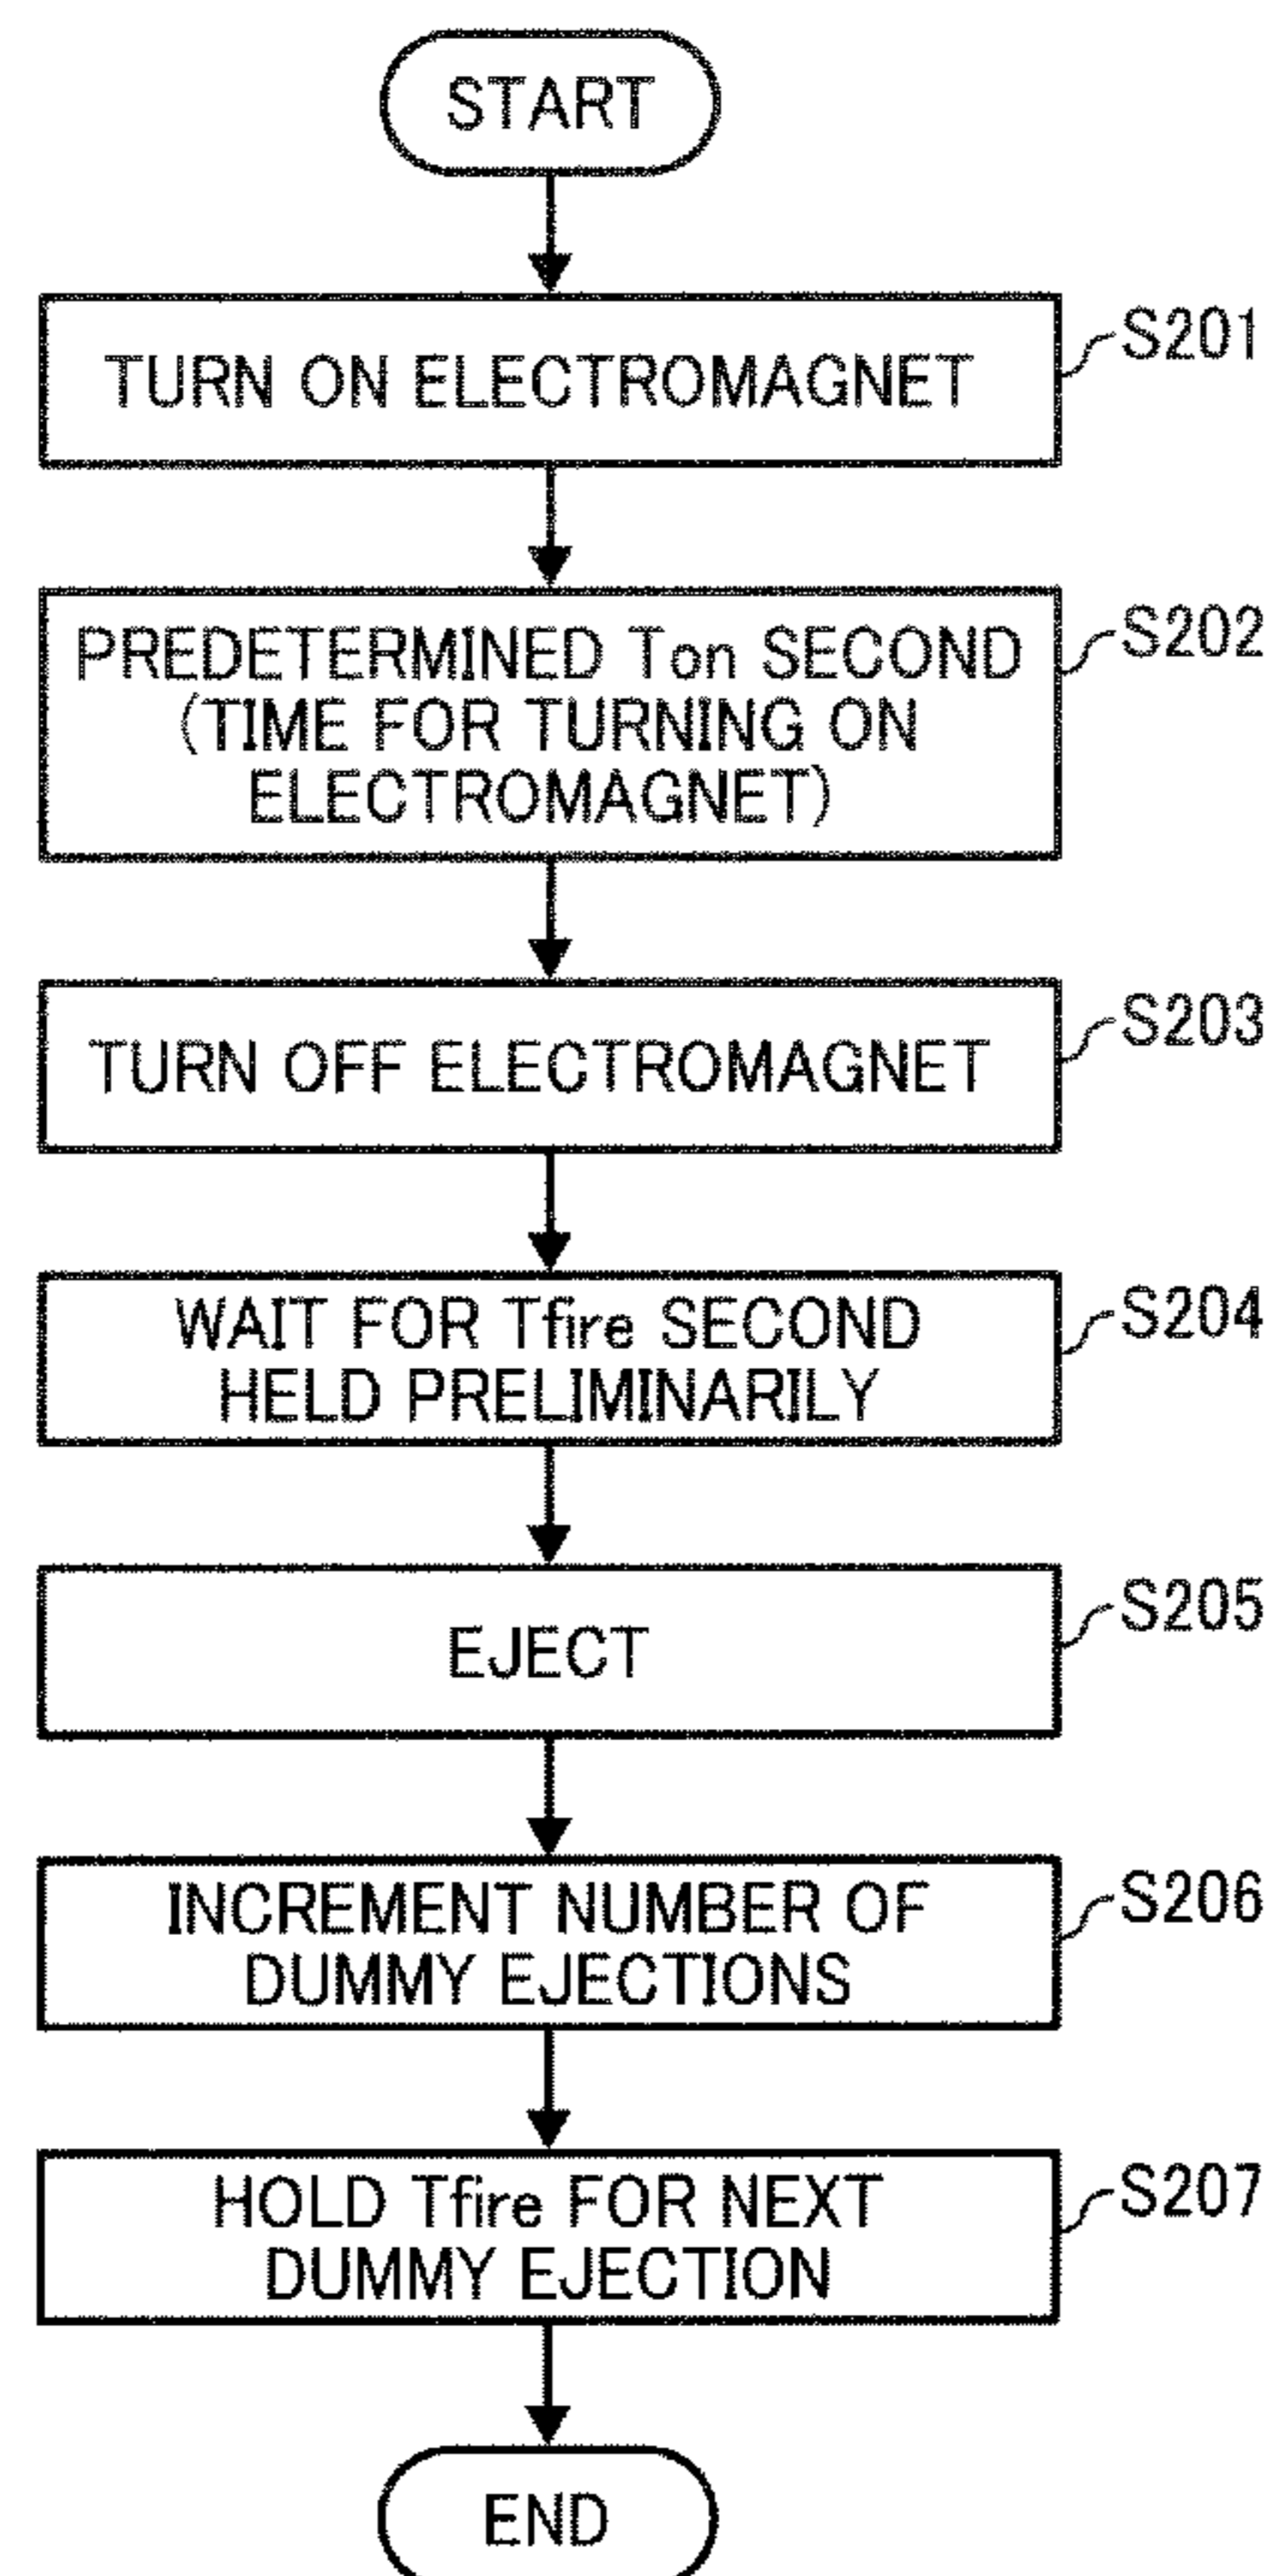 START
TURN ON ELECTROMAGNET
S201
PREDETERMINED Ton SECOND
(TIME FOR TURNING ON
ELECTROMAGNET)
S202
TURN OFF ELECTROMAGNET
S203
WAIT FOR Tfire SECOND
HELD PRELIMINARILY
S204
EJECT
S205
INCREMENT NUMBER OF
DUMMY EJECTIONS
S206
HOLD Tfire FOR NEXT
DUMMY EJECTION
S207
END